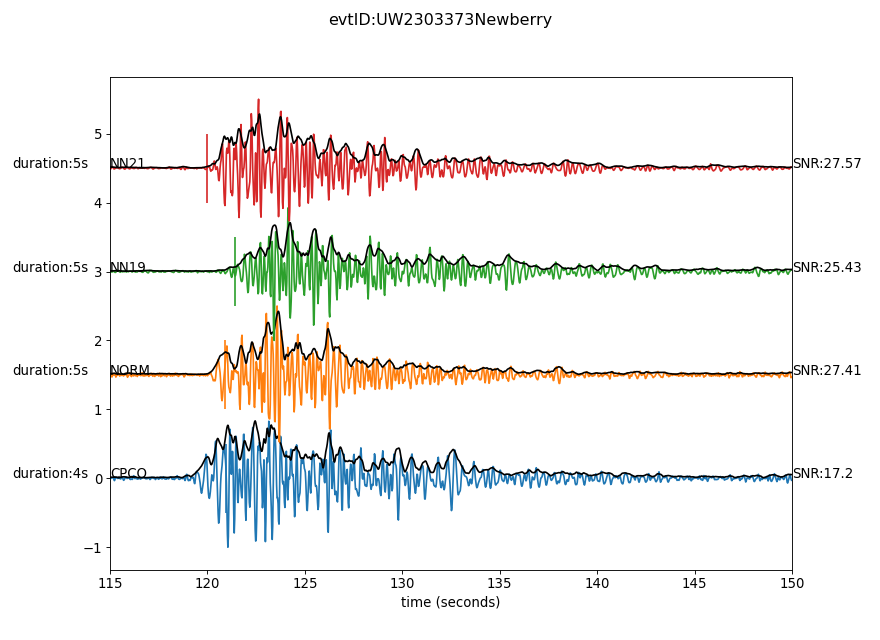 evtID:UW2303373Newberry
5
duration:5s NN21 SNR:27.57
4
duration:5s NN19 SNR:25.43
3
2
duration:5s NORM SNR:27.41
1
duration:4s CPCO SNR:17.2
0
−1
115 120 125 130 135 140 145 150
time (seconds)